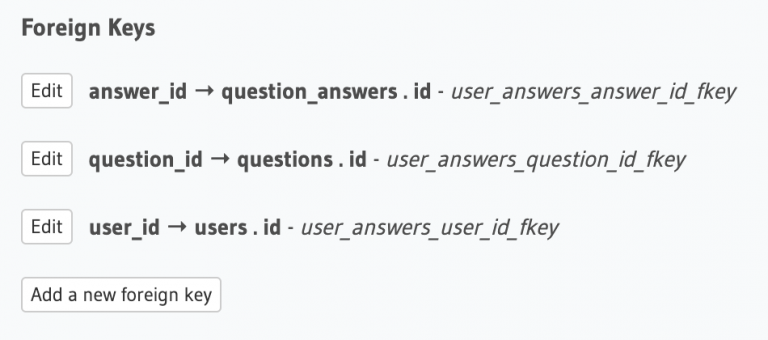 Foreign Keys
Edit answer_id → question_answers . id - user_answers_answer_id_fkey
Edit question_id → questions . id - user_answers_question_id_fkey
Edit user_id → users . id - user_answers_user_id_fkey
Add a new foreign key